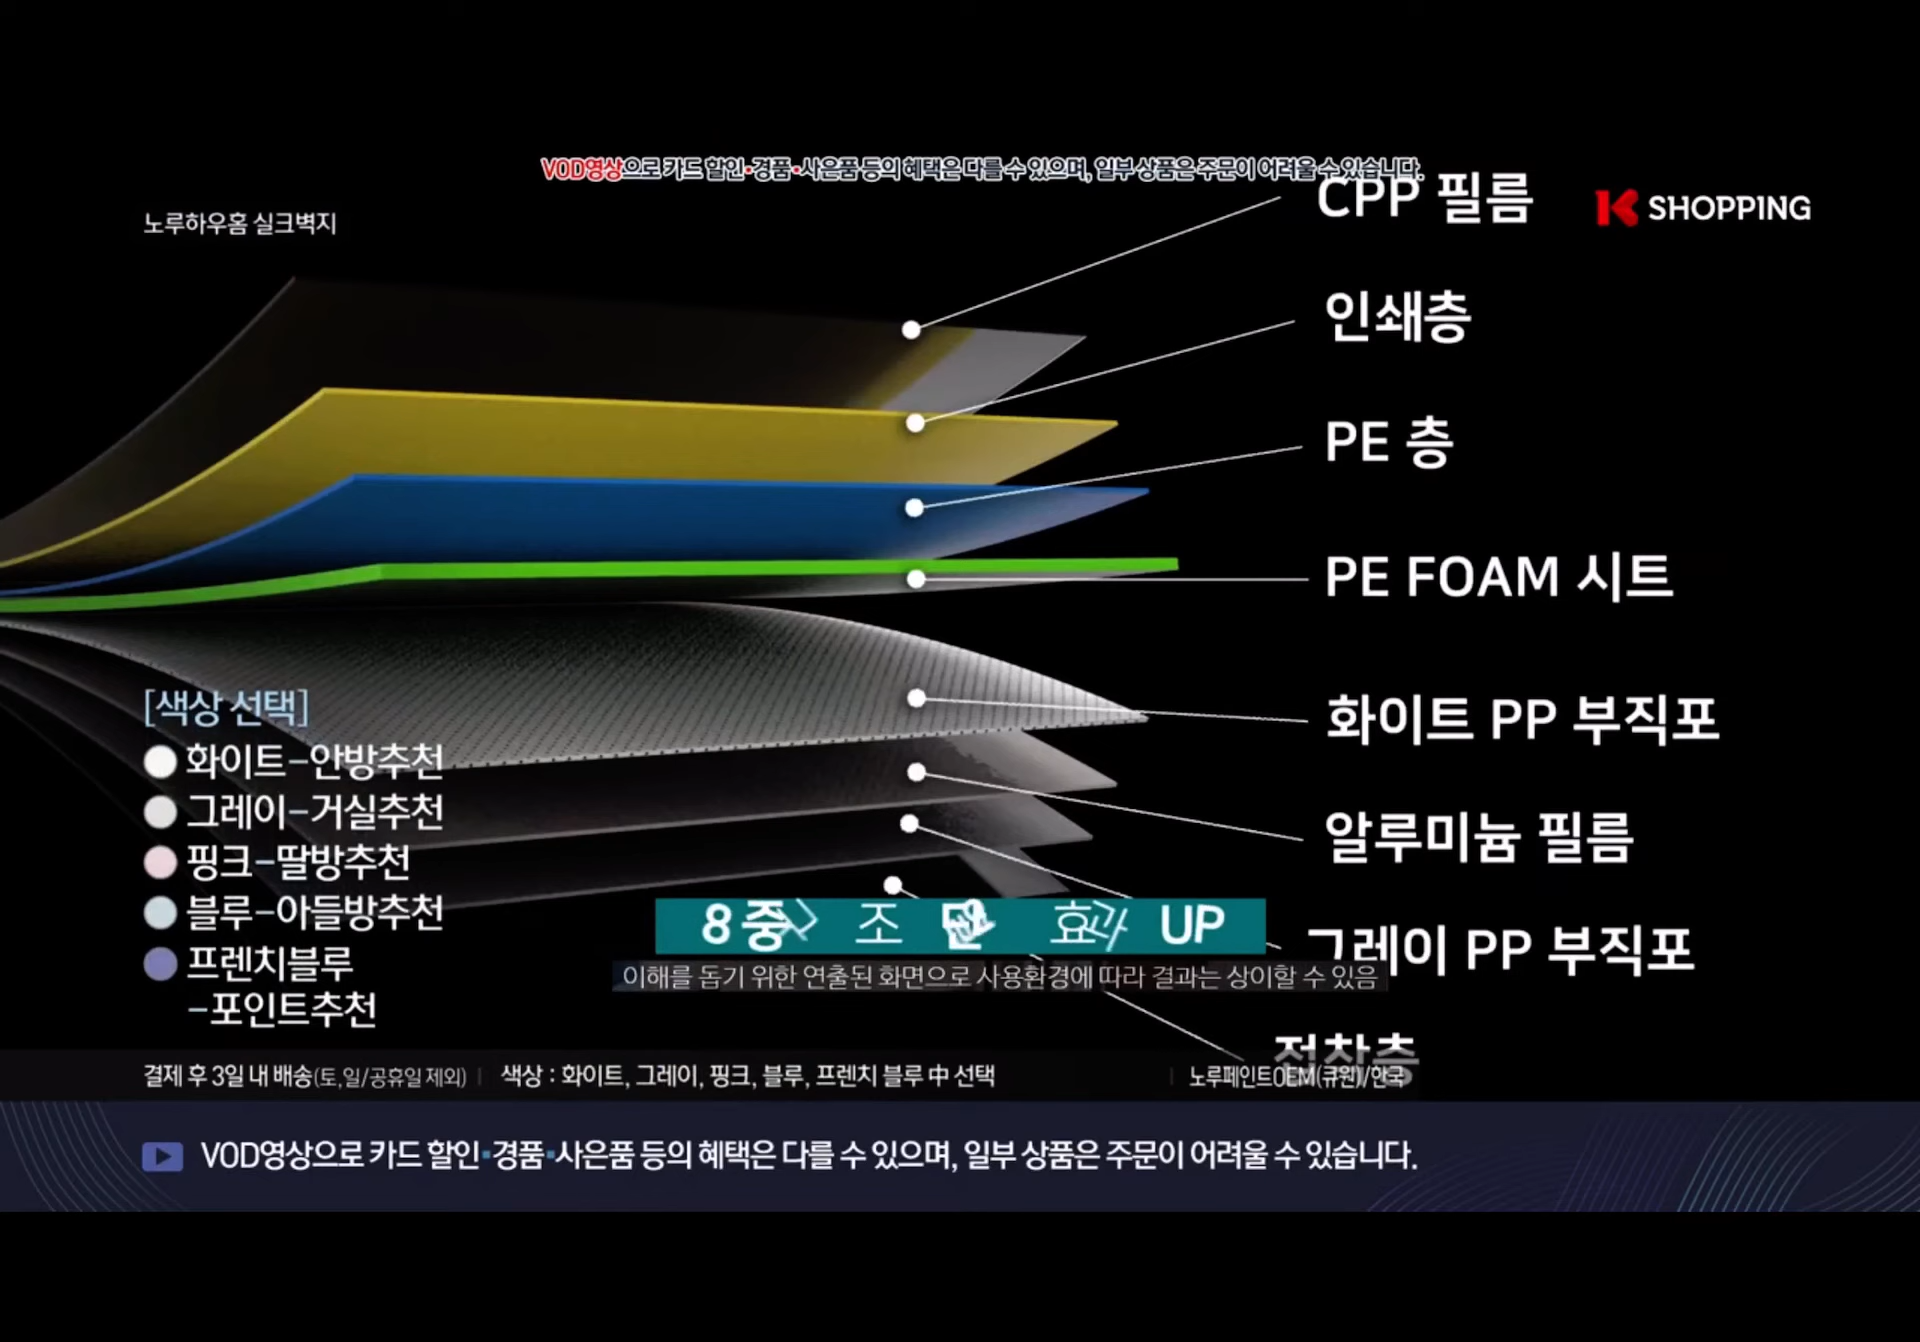 VOD영상으로 카드 할인•경품•사은품 등의 혜택은 다를 수 있으며, 일부 상품은 주문이 어려울 수 있습니다.
노루하우홈 실크벽지
K SHOPPING
CPP 필름
인쇄층
PE 층
PE FOAM 시트
화이트 PP 부직포
알루미늄 필름
그레이 PP 부직포
접착층
[색상 선택]
화이트-안방추천
그레이-거실추천
핑크-딸방추천
블루-아들방추천
프렌치블루
-포인트추천
8중 조 효과 UP
이해를 돕기 위한 연출된 화면으로 사용환경에 따라 결과는 상이할 수 있음
결제 후 3일 내 배송(토,일/공휴일 제외) | 색상 : 화이트, 그레이, 핑크, 블루, 프렌치 블루 中 선택 | 노루페인트OEM(큐원)/한국
VOD영상으로 카드 할인•경품•사은품 등의 혜택은 다를 수 있으며, 일부 상품은 주문이 어려울 수 있습니다.